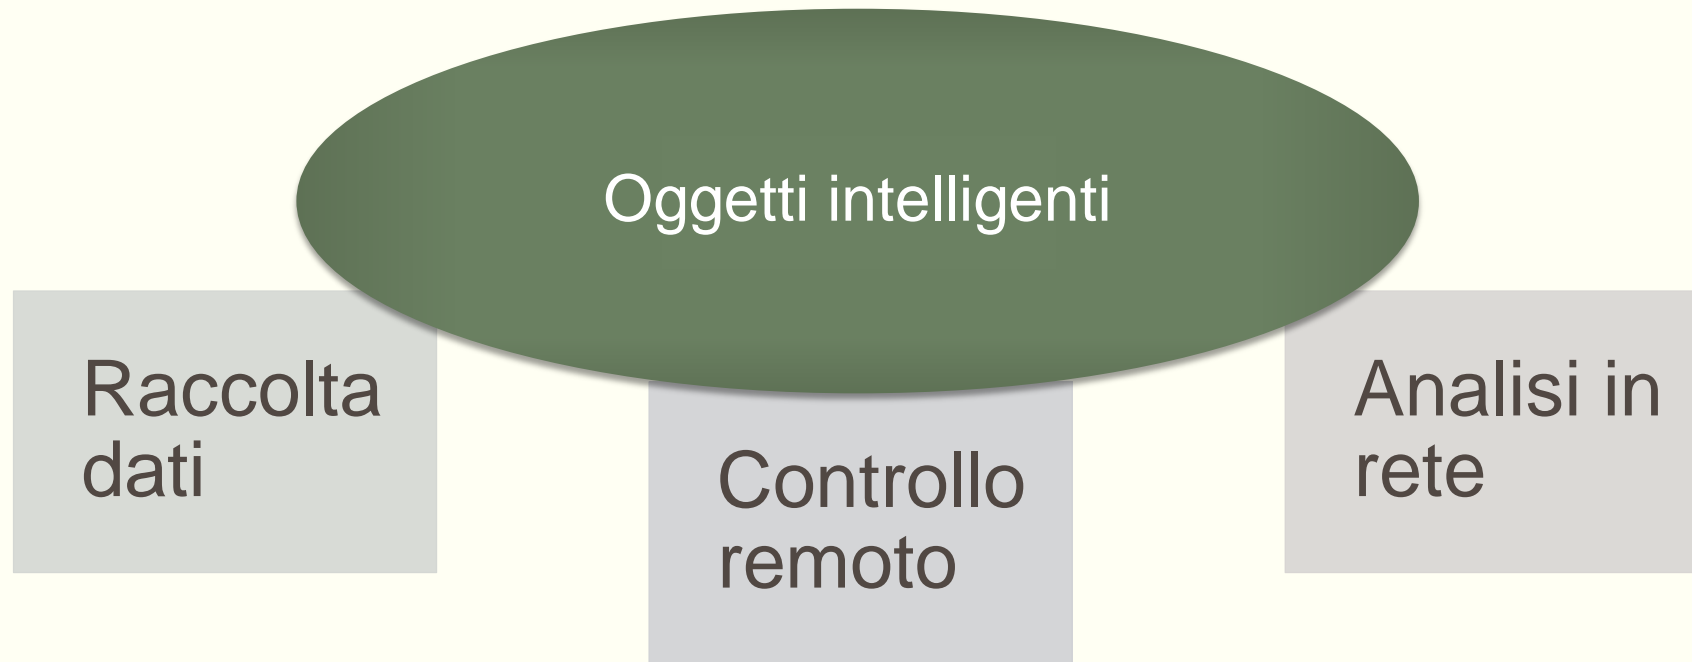 Oggetti intelligenti
Raccolta
dati
Controllo
remoto
Analisi in
rete